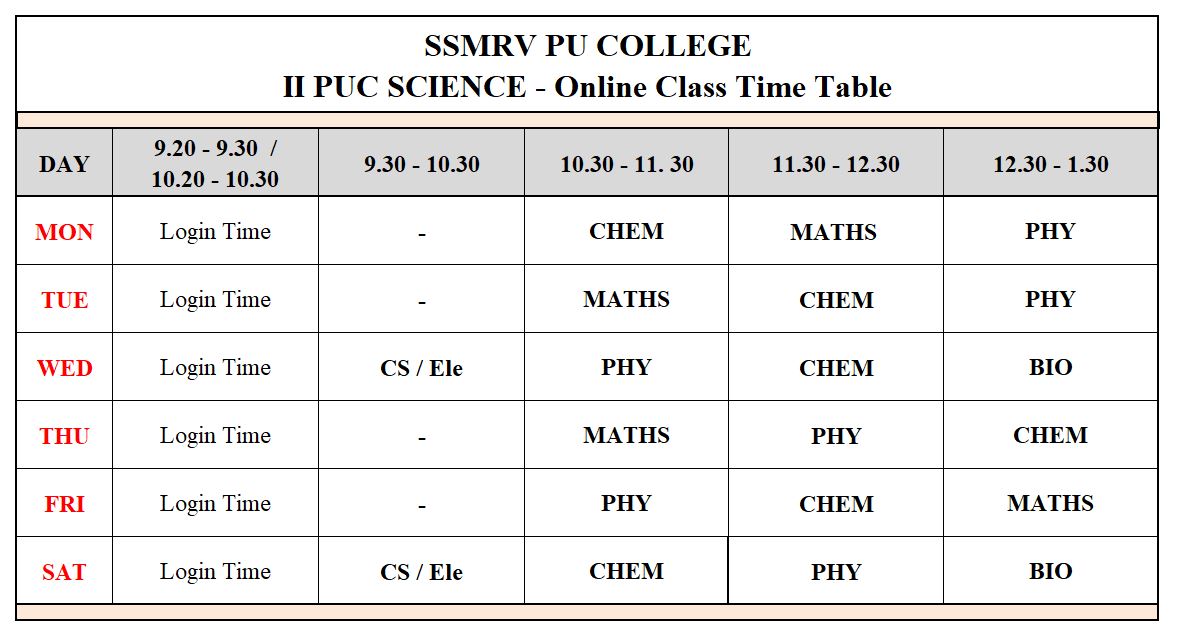 SSMRV PU COLLEGE
II PUC SCIENCE - Online Class Time Table
DAY 9.20 - 9.30 / 10.20 - 10.30 9.30 - 10.30 10.30 - 11. 30 11.30 - 12.30 12.30 - 1.30
MON Login Time - CHEM MATHS PHY
TUE Login Time - MATHS CHEM PHY
WED Login Time CS / Ele PHY CHEM BIO
THU Login Time - MATHS PHY CHEM
FRI Login Time - PHY CHEM MATHS
SAT Login Time CS / Ele CHEM PHY BIO